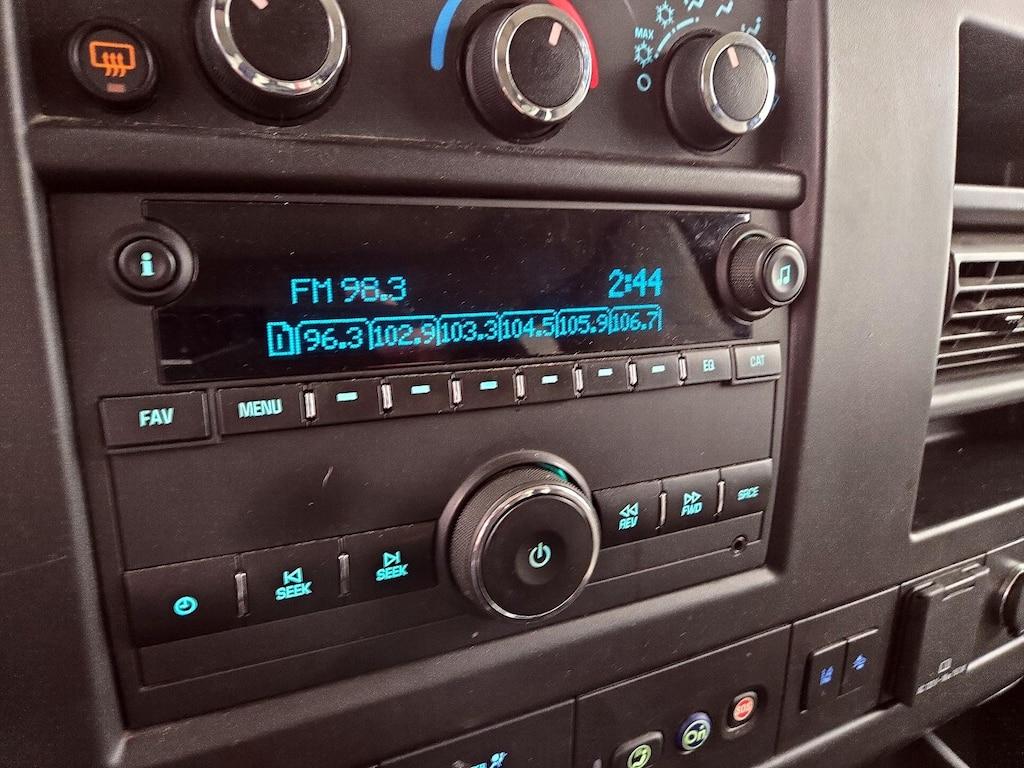 MAX
FM 98.3 2:44
D 96.3 102.9 103.3 104.5 105.9 106.7
FAV MENU EQ CAT
SEEK SEEK REV FWD SRCE
On